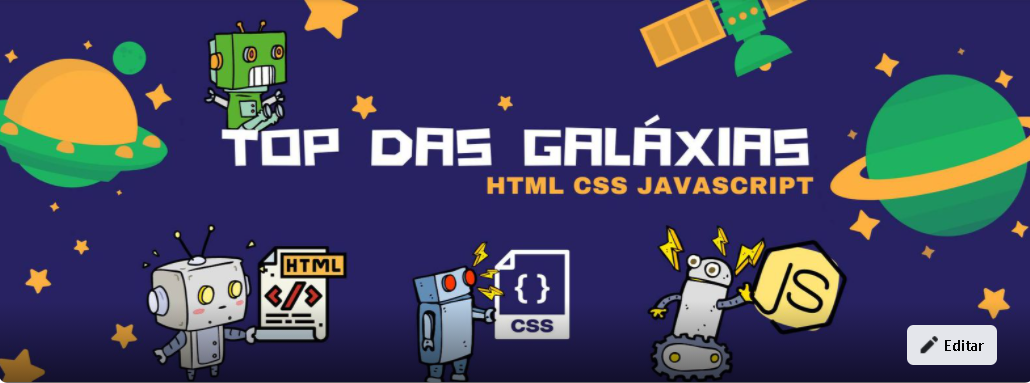 TOP DAS GALÁXIAS
HTML CSS JAVASCRIPT
HTML
</>
{}
CSS
JS
Editar